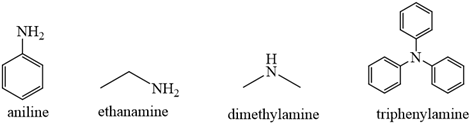 NH2
aniline
NH2
ethanamine
H
N
dimethylamine
N
triphenylamine